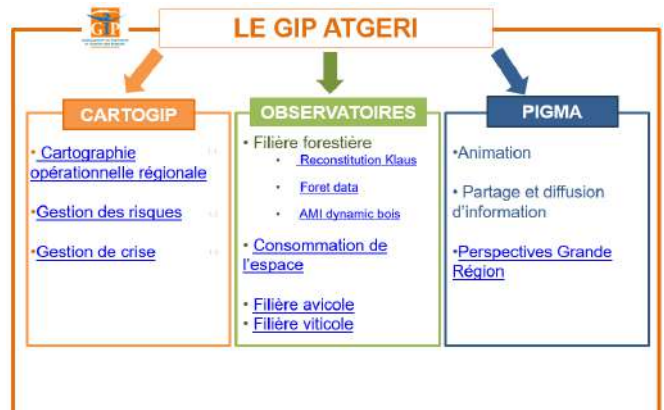 GIP
LE GIP ATGERI
CARTOGIP
• Cartographie
opérationnelle régionale
•Gestion des risques
•Gestion de crise
OBSERVATOIRES
• Filière forestière
• Reconstitution Klaus
• Foret data
• AMI dynamic bois
• Consommation de
l'espace
• Filière avicole
• Filière viticole
PIGMA
•Animation
• Partage et diffusion
d'information
•Perspectives Grande
Région